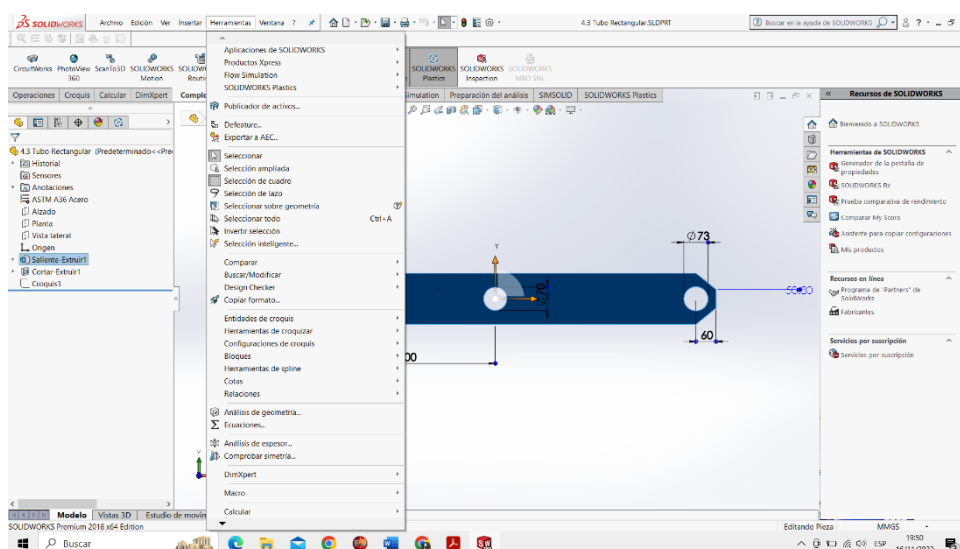 SOLIDWORKS
Archivo Edición Ver Insertar Herramientas Ventana ?
4.3 Tubo Rectangular.SLDPRT
Buscar en la ayuda de SOLIDWORKS
CircuitWorks
PhotoView 360
ScanTo3D
SOLIDWORKS Motion
SOLIDWORKS Plastics
SOLIDWORKS Inspection
SOLIDWORKS MBD SNL
Operaciones Croquis Calcular DimXpert
Preparación del análisis SIMSOLID SOLIDWORKS Plastics
4.3 Tubo Rectangular (Predeterminado<<Pre
Historial
Sensores
Anotaciones
ASTM A36 Acero
Alzado
Planta
Vista lateral
Origen
Saliente-Extruir1
Cortar-Extruir1
Croquis3
Aplicaciones de SOLIDWORKS
Productos Xpress
Flow Simulation
SOLIDWORKS Plastics
Publicador de activos...
Defeature...
Exportar a AEC...
Seleccionar
Selección ampliada
Selección de cuadro
Selección de lazo
Seleccionar sobre geometría
Seleccionar todo Ctrl+A
Invertir selección
Selección inteligente...
Comparar
Buscar/Modificar
Design Checker
Copiar formato...
Entidades de croquis
Herramientas de croquizar
Configuraciones de croquis
Bloques
Herramientas de spline
Cotas
Relaciones
Análisis de geometría...
Ecuaciones...
Análisis de espesor...
Comprobar simetría...
DimXpert
Macro
Calcular
Y
Ø73
60
00
Y
Recursos de SOLIDWORKS
Bienvenido a SOLIDWORKS
Herramientas de SOLIDWORKS
Generador de la pestaña de propiedades
SOLIDWORKS Rx
Prueba comparativa de rendimiento
Comparar My Score
Asistente para copiar configuraciones
Mis productos
Recursos en línea
Programa de "Partners" de SolidWorks
Fabricantes
Servicios por suscripción
Servicios por suscripción
Modelo Vistas 3D Estudio de movim
SOLIDWORKS Premium 2018 x64 Edition
Editando Pieza MMGS
Buscar
ESP
19:50
16/11/2022